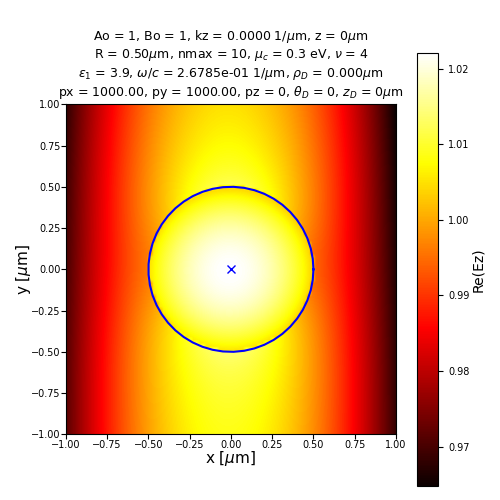 Ao = 1, Bo = 1, kz = 0.0000 1/μm, z = 0μm
R = 0.50μm, nmax = 10, μ_c = 0.3 eV, ν = 4
ε₁ = 3.9, ω/c = 2.6785e-01 1/μm, ρ_D = 0.000μm
px = 1000.00, py = 1000.00, pz = 0, θ_D = 0, z_D = 0μm
1.00
0.75
0.50
0.25
0.00
−0.25
−0.50
−0.75
−1.00
y [μm]
−1.00 −0.75 −0.50 −0.25 0.00 0.25 0.50 0.75 1.00
x [μm]
1.02
1.01
1.00
0.99
0.98
0.97
Re(Ez)